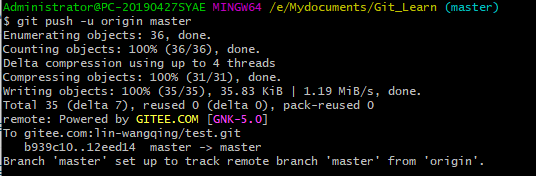 Administrator@PC-20190427SYAE MINGW64 /e/Mydocuments/Git_Learn (master)
$ git push -u origin master
Enumerating objects: 36, done.
Counting objects: 100% (36/36), done.
Delta compression using up to 4 threads
Compressing objects: 100% (31/31), done.
Writing objects: 100% (35/35), 35.83 KiB | 1.19 MiB/s, done.
Total 35 (delta 7), reused 0 (delta 0), pack-reused 0
remote: Powered by GITEE.COM [GNK-5.0]
To gitee.com:lin-wangqing/test.git
   b939c10..12eed14  master -> master
Branch 'master' set up to track remote branch 'master' from 'origin'.